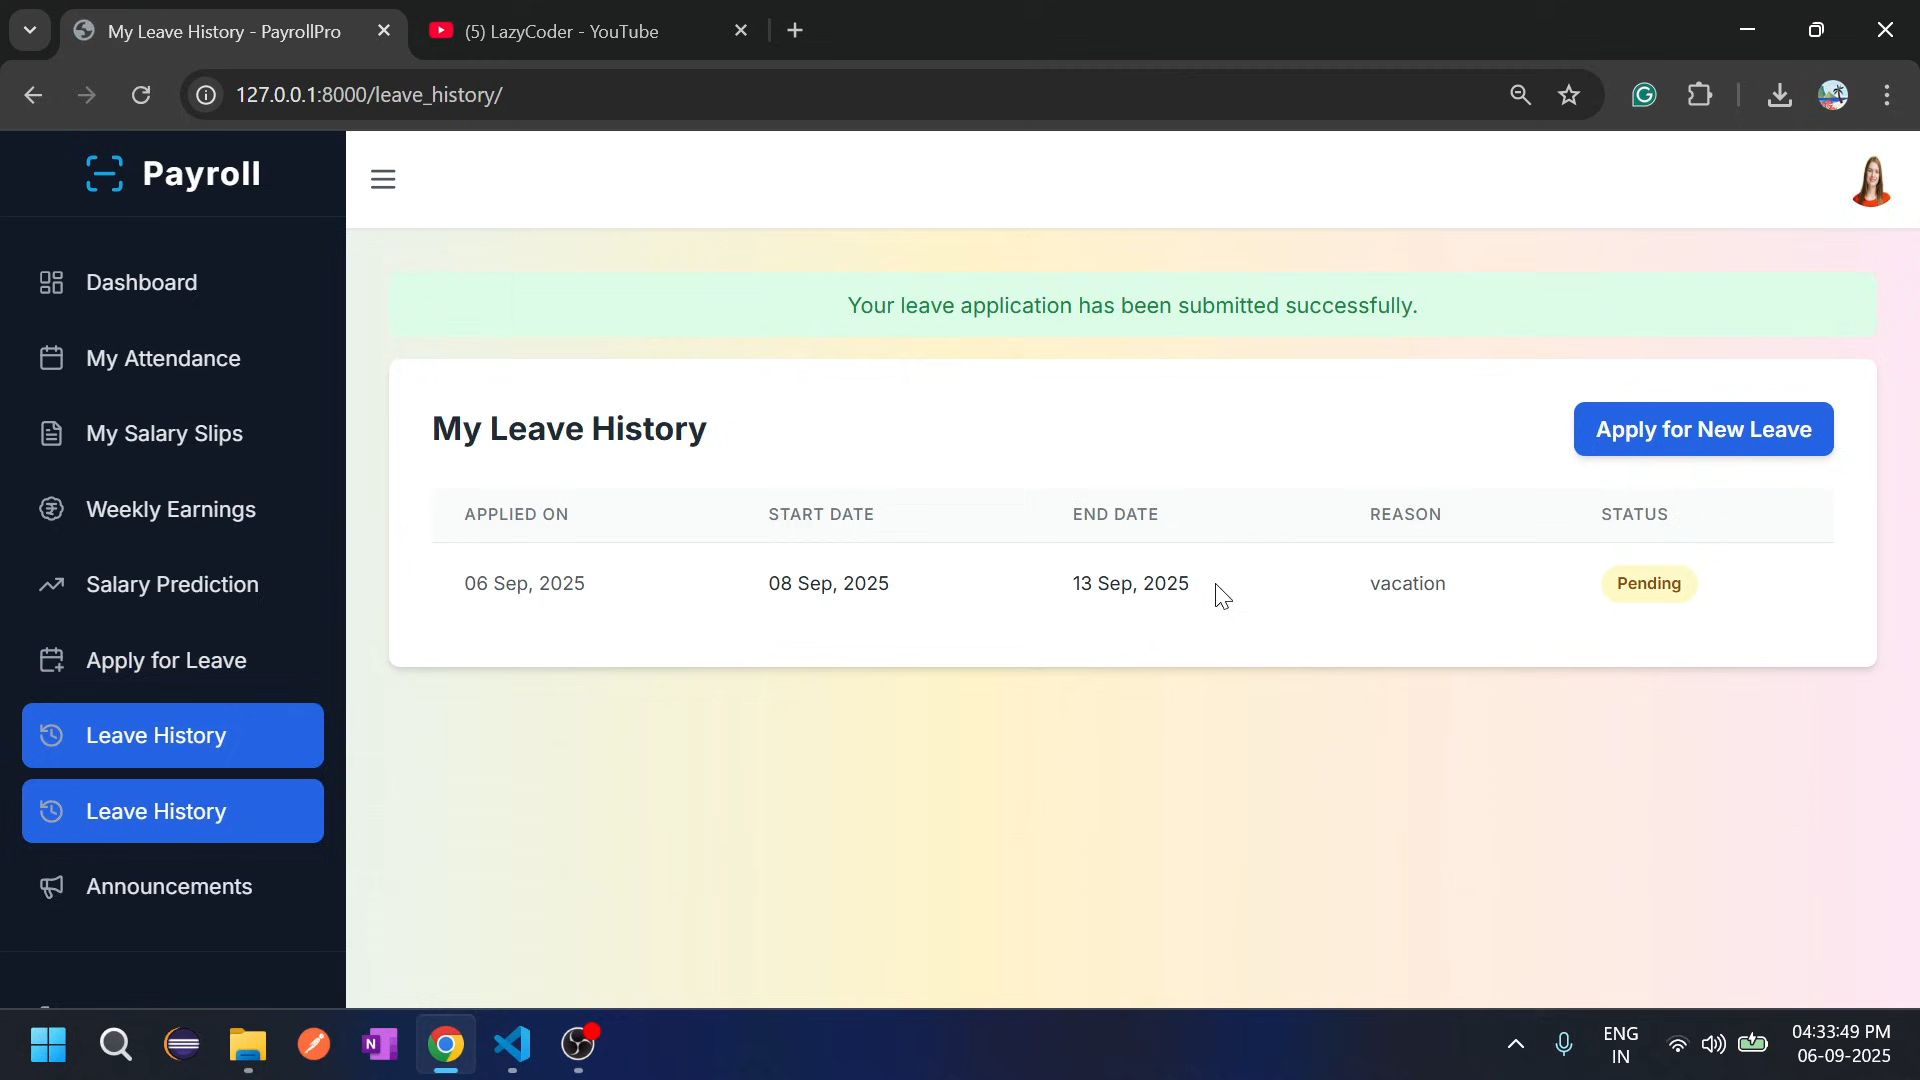 My Leave History - PayrollPro
(5) LazyCoder - YouTube
127.0.0.1:8000/leave_history/
Payroll
Dashboard
My Attendance
My Salary Slips
Weekly Earnings
Salary Prediction
Apply for Leave
Leave History
Leave History
Announcements
Your leave application has been submitted successfully.
My Leave History
Apply for New Leave
APPLIED ON START DATE END DATE REASON STATUS
06 Sep, 2025 08 Sep, 2025 13 Sep, 2025 vacation Pending
N
ENG
IN
04:33:49 PM
06-09-2025